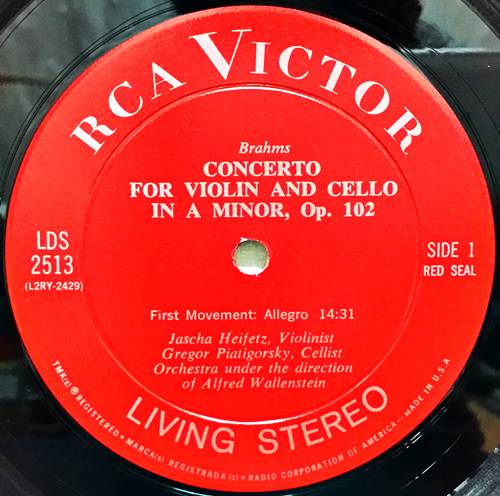 RCA VICTOR
Brahms
CONCERTO
FOR VIOLIN AND CELLO
IN A MINOR, Op. 102
LDS
2513
(L2RY-2429)
SIDE 1
RED SEAL
First Movement: Allegro 14:31
Jascha Heifetz, Violinist
Gregor Piatigorsky, Cellist
Orchestra under the direction
of Alfred Wallenstein
LIVING STEREO
TMK(s) ® REGISTERED • MARCA(s) REGISTRADA(s) • RADIO CORPORATION OF AMERICA — MADE IN U.S.A